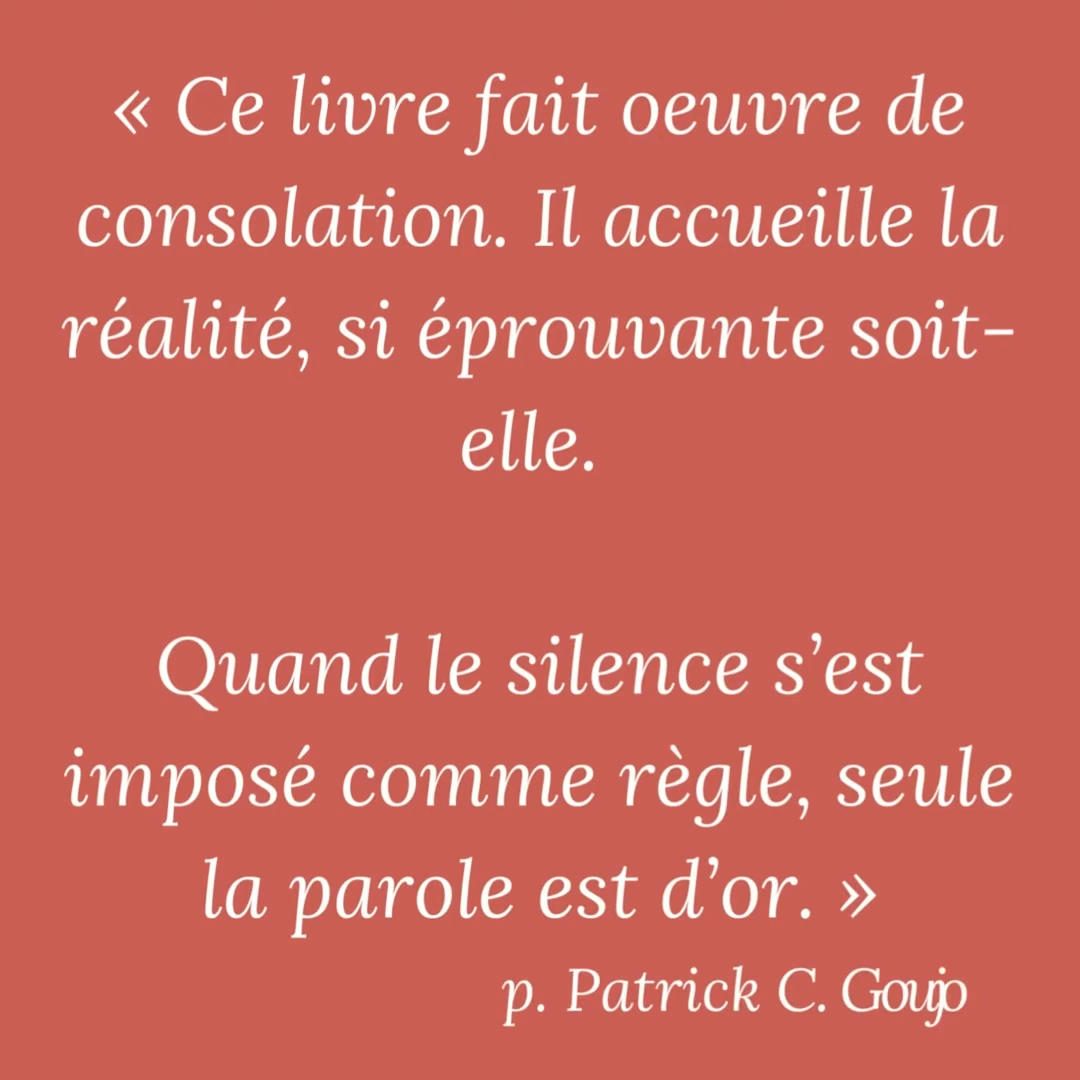 « Ce livre fait oeuvre de
consolation. Il accueille la
réalité, si éprouvante soit-
elle.
Quand le silence s’est
imposé comme règle, seule
la parole est d’or. »
p. Patrick C. Goujo